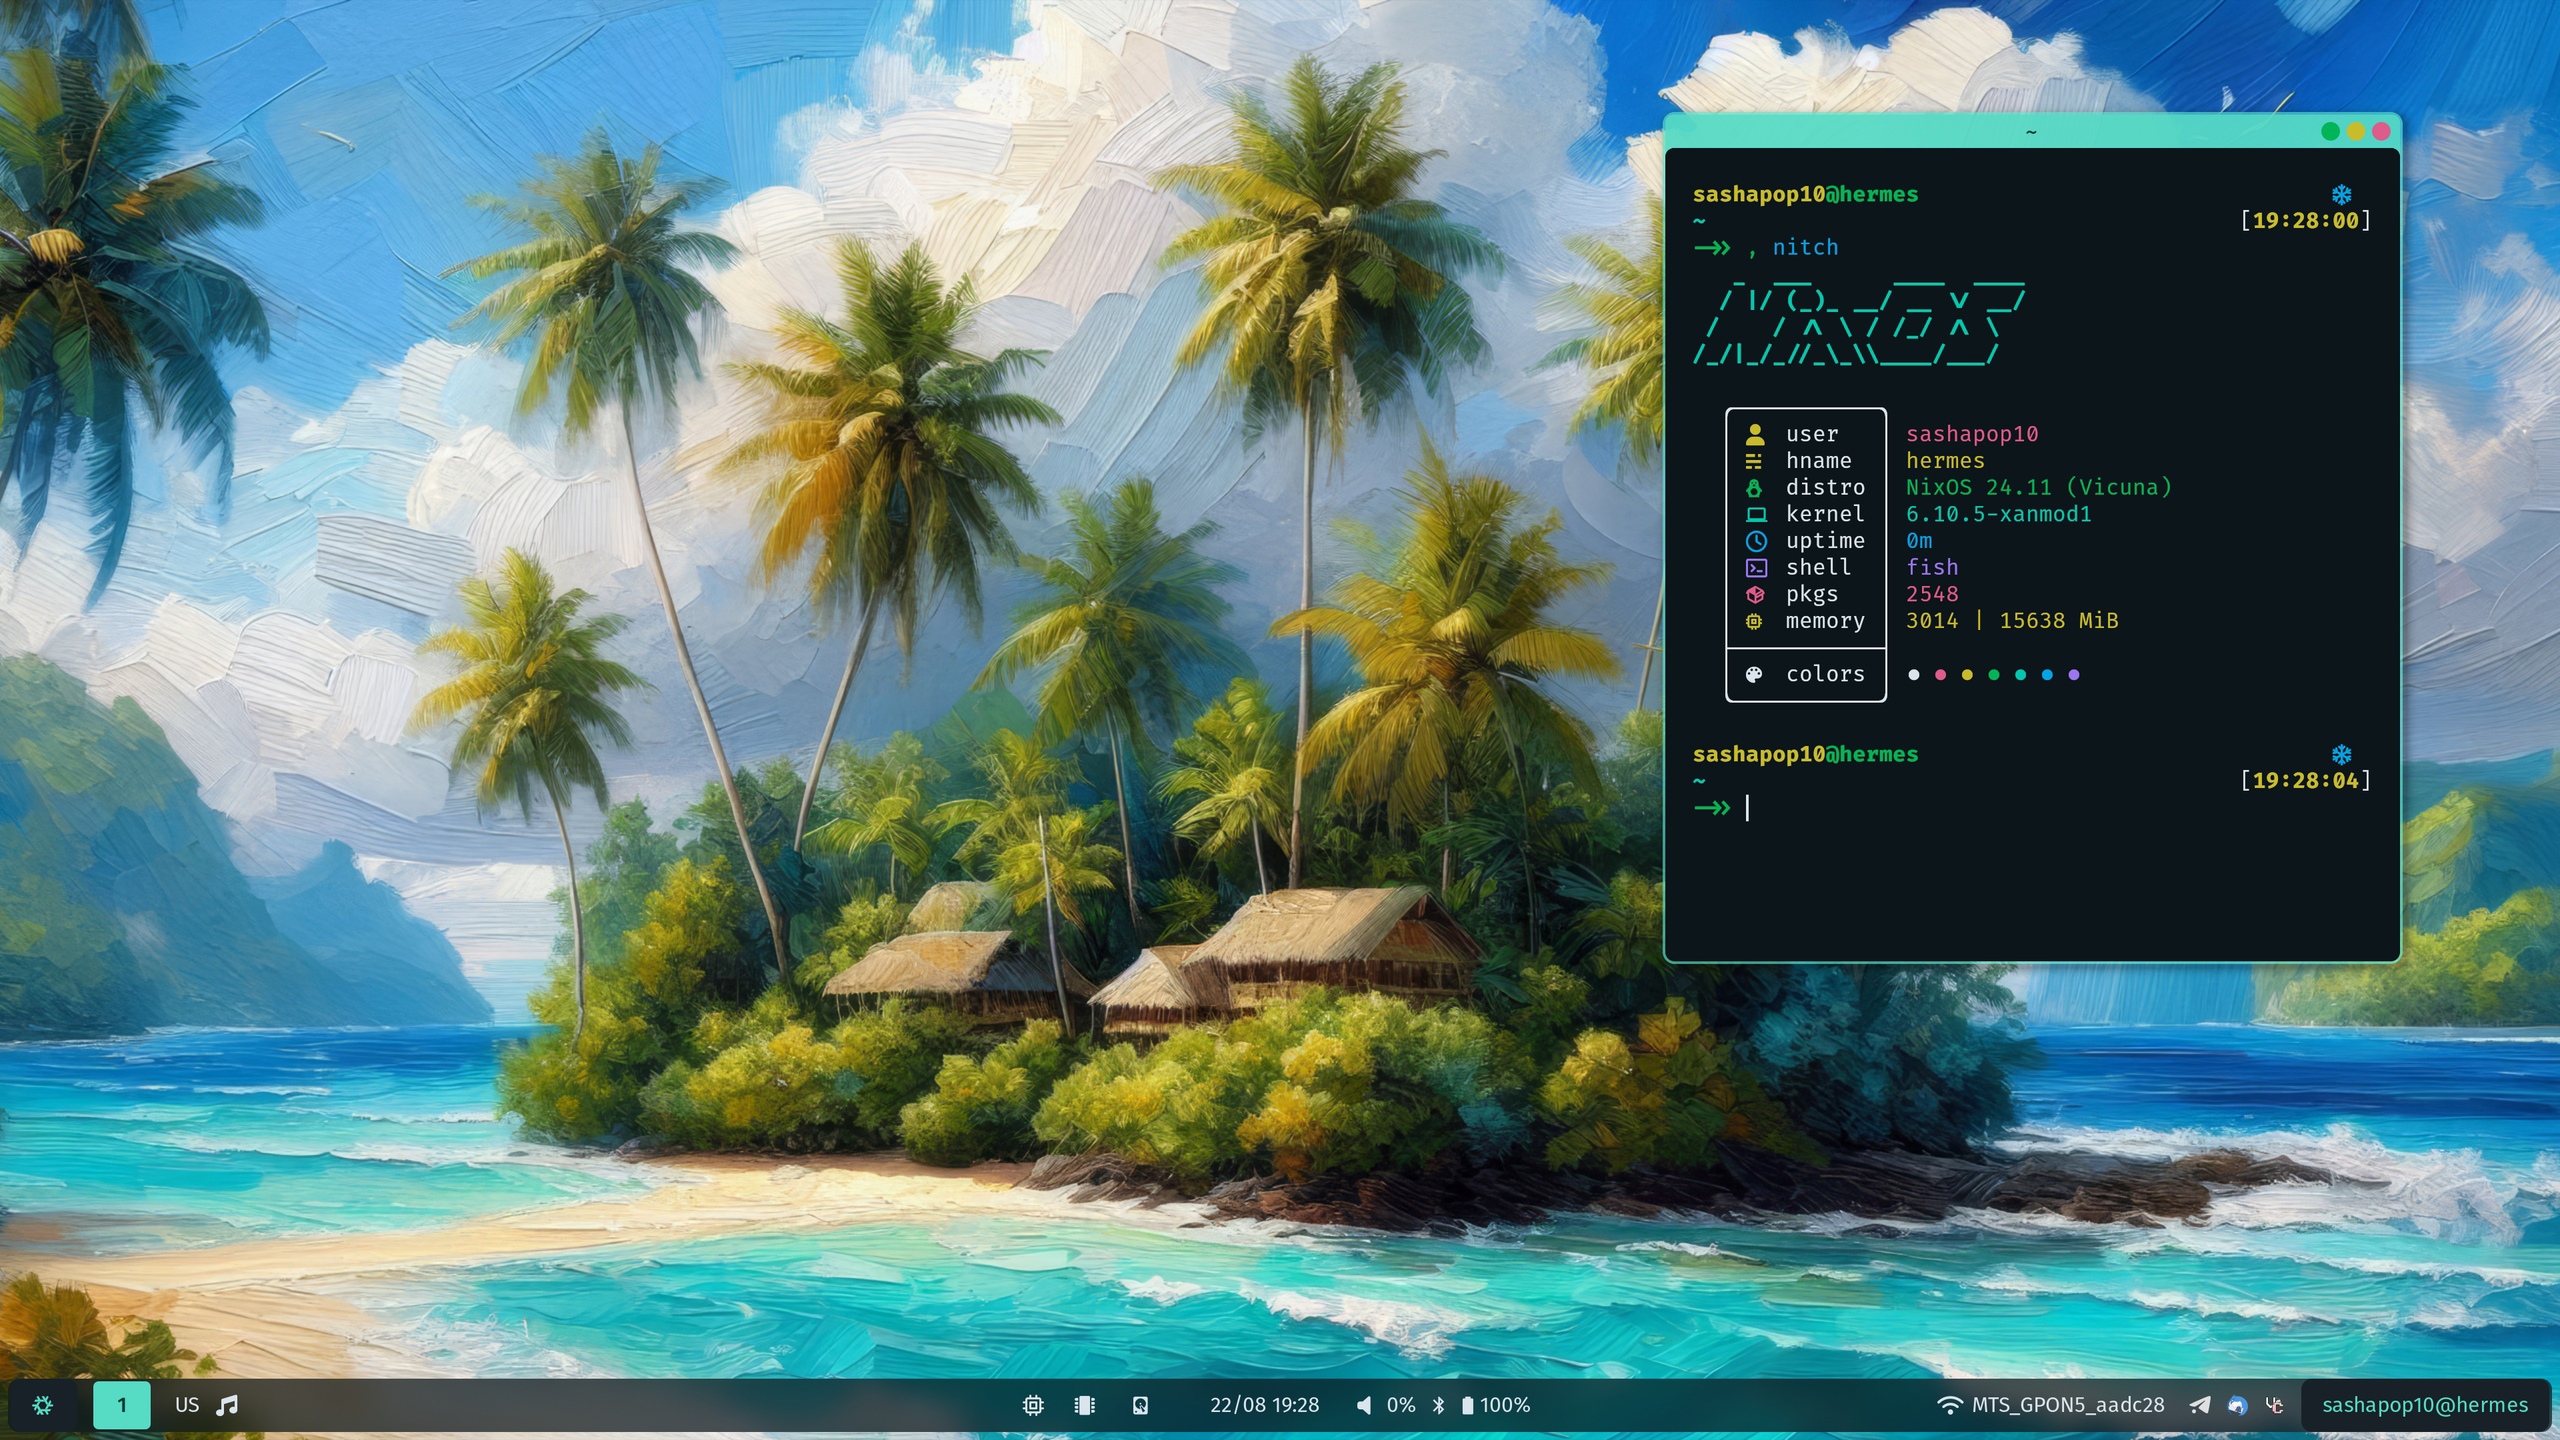 ~
sashapop10@hermes
~ [19:28:00]
, nitch
user sashapop10
hname hermes
distro NixOS 24.11 (Vicuna)
kernel 6.10.5-xanmod1
uptime 0m
shell fish
pkgs 2548
memory 3014 | 15638 MiB
colors
sashapop10@hermes
~ [19:28:04]
1 US 22/08 19:28 0% 100% MTS_GPON5_aadc28 sashapop10@hermes